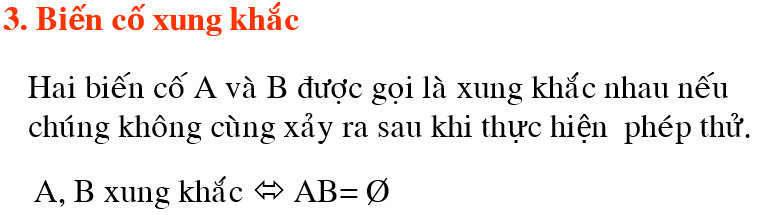 3. Biến cố xung khắc
Hai biến cố A và B được gọi là xung khắc nhau nếu
chúng không cùng xảy ra sau khi thực hiện phép thử.
A, B xung khắc ⇔ AB= Ø